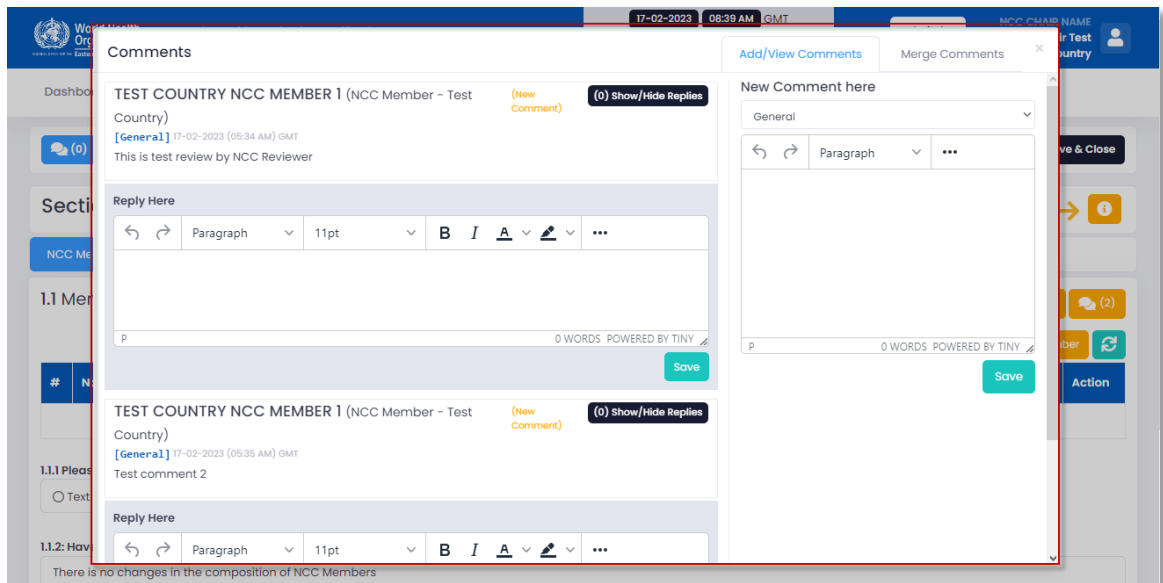 17-02-2023 08:39 AM GMT
NCC CHAIR NAME
ir Test
ountry
Comments
Add/View Comments
Merge Comments
×
TEST COUNTRY NCC MEMBER 1 (NCC Member - Test
Country)
(New
Comment)
(0) Show/Hide Replies
[General] 17-02-2023 (05:34 AM) GMT
This is test review by NCC Reviewer
Reply Here
Paragraph
11pt
B I A
P
0 WORDS POWERED BY TINY
Save
TEST COUNTRY NCC MEMBER 1 (NCC Member - Test
Country)
(New
Comment)
(0) Show/Hide Replies
[General] 17-02-2023 (05:35 AM) GMT
Test comment 2
Reply Here
Paragraph
11pt
B I A
New Comment here
General
Paragraph
P
0 WORDS POWERED BY TINY
Save
Dashbo
(0)
ve & Close
Secti
NCC Me
1.1 Mem
(2)
ber
#
N
Action
1.1.1 Pleas
Text
1.1.2: Have
There is no changes in the composition of NCC Members